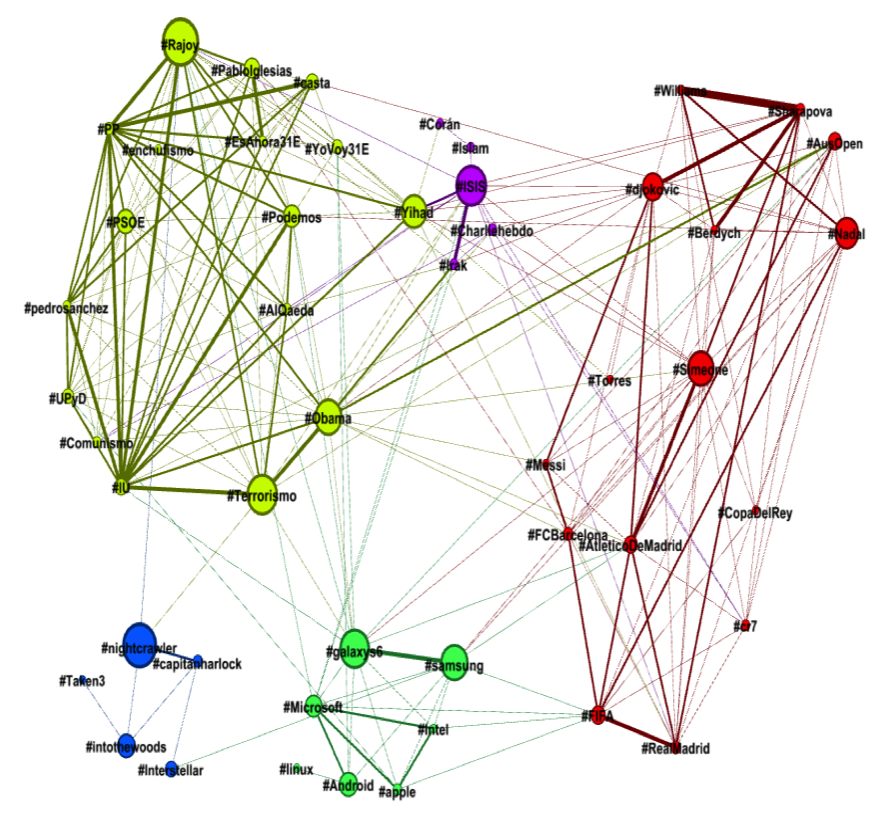 #Rajoy
#PabloIglesias
#casta
#Williams
#Sharapova
#PP
#enchufismo
#EsAhora31E
#YoVoy31E
#Corán
#Islam
#AusOpen
#ISIS
#djokovic
#PSOE
#Podemos
#Yihad
#Charliehebdo
#Berdych
#Nadal
#Irak
#pedrosanchez
#AlQaeda
#Simeone
#Torres
#UPyD
#Obama
#Comunismo
#Messi
#IU
#Terrorismo
#CopaDelRey
#FCBarcelona
#AtleticoDeMadrid
#cr7
#nightcrawler
#capitanharlock
#galaxys6
#samsung
#Taken3
#Microsoft
#Intel
#FIFA
#RealMadrid
#intothewoods
#Interstellar
#linux
#Android
#apple